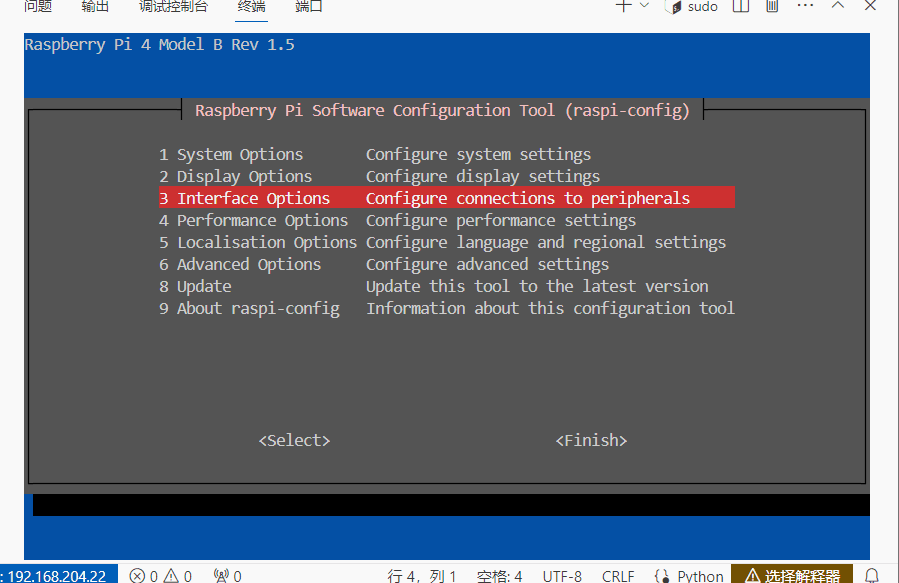 问题 输出 调试控制台 终端 端口 sudo
Raspberry Pi 4 Model B Rev 1.5
Raspberry Pi Software Configuration Tool (raspi-config)
1 System Options Configure system settings
2 Display Options Configure display settings
3 Interface Options Configure connections to peripherals
4 Performance Options Configure performance settings
5 Localisation Options Configure language and regional settings
6 Advanced Options Configure advanced settings
8 Update Update this tool to the latest version
9 About raspi-config Information about this configuration tool
<Select> <Finish>
: 192.168.204.22 0 0 0 行 4，列 1 空格: 4 UTF-8 CRLF Python 选择解释器